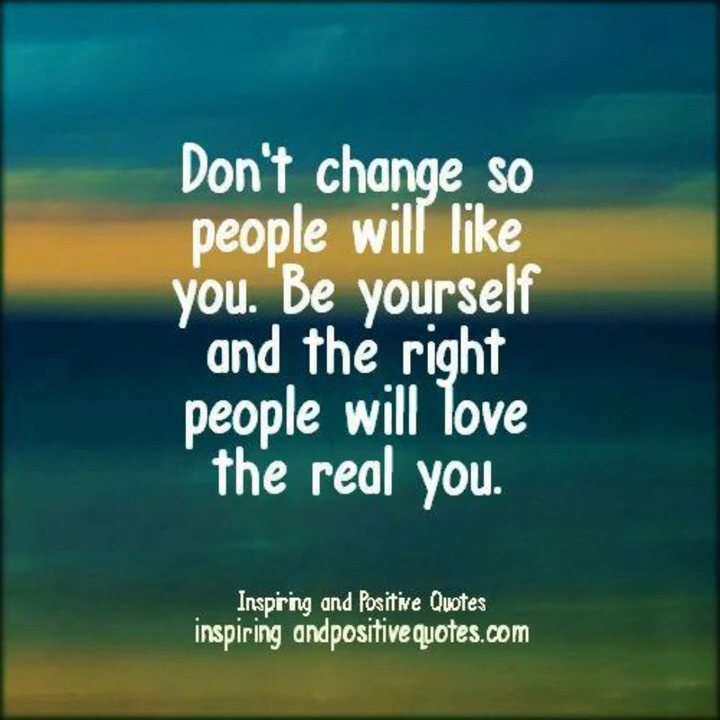 Don't change so
people will like
you. Be yourself
and the right
people will love
the real you.
Inspiring and Positive Quotes
inspiring andpositivequotes.com